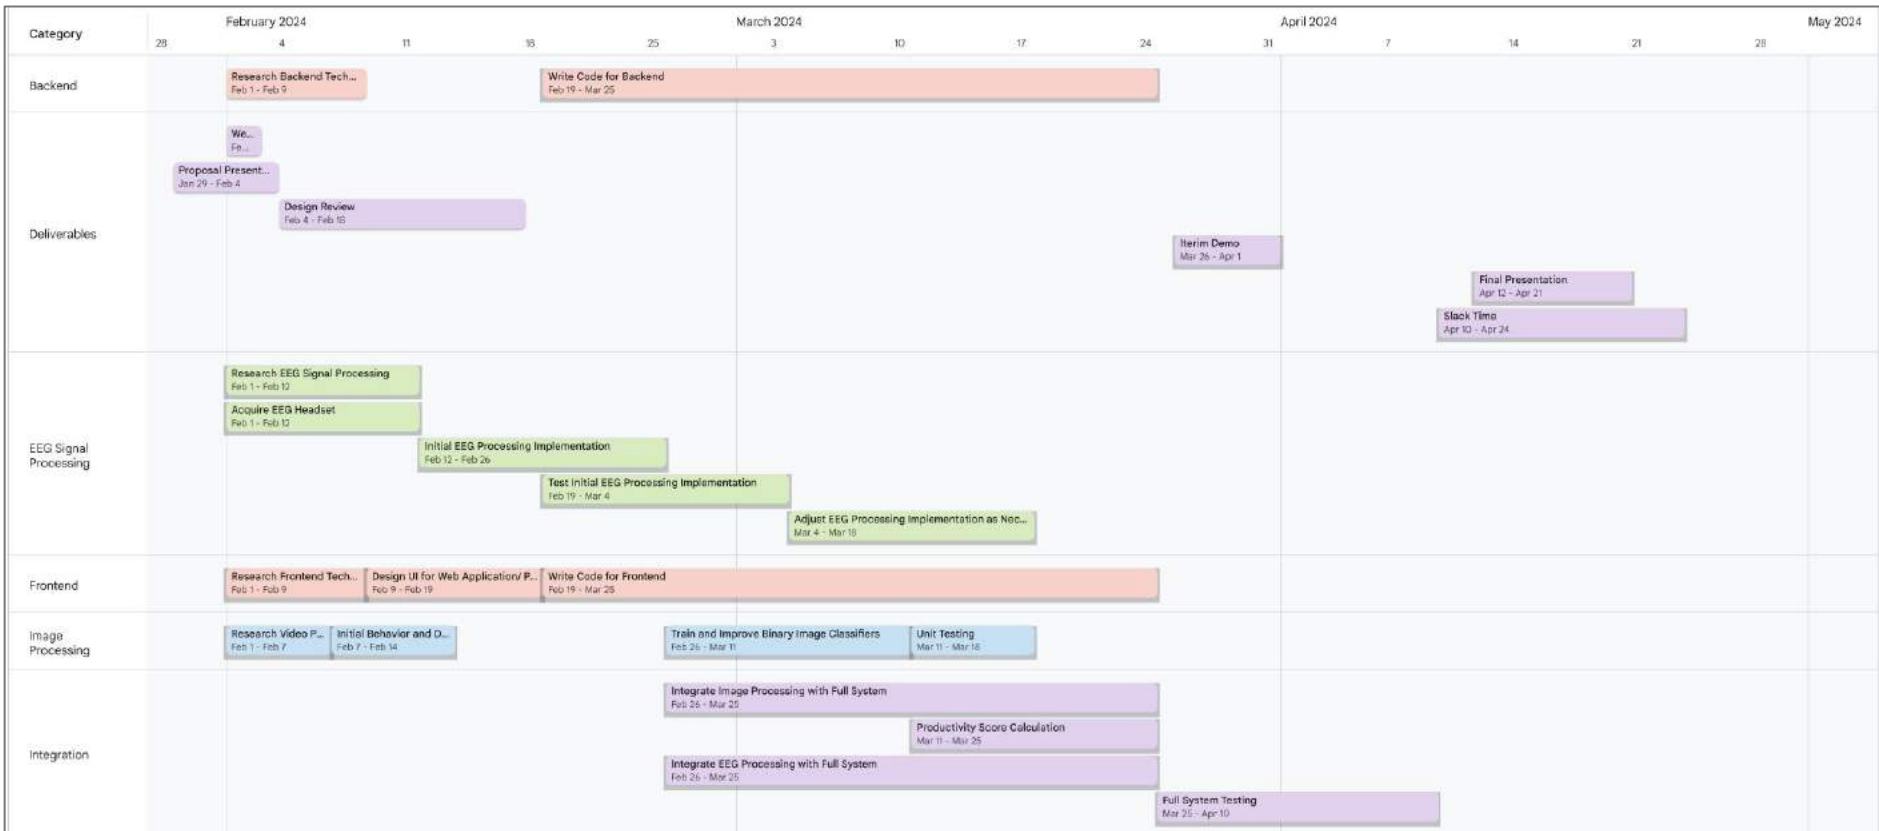 February 2024
March 2024
April 2024
May 2024
Category
28
4
11
18
25
3
10
17
24
31
7
14
21
28
Backend
Research Backend Tech...
Feb 1 - Feb 9
Write Code for Backend
Feb 19 - Mar 25
Deliverables
We...
Fe...
Proposal Present...
Jan 29 - Feb 4
Design Review
Feb 4 - Feb 18
Iterim Demo
Mar 26 - Apr 1
Final Presentation
Apr 12 - Apr 21
Slack Time
Apr 10 - Apr 24
EEG Signal
Processing
Research EEG Signal Processing
Feb 1 - Feb 12
Acquire EEG Headset
Feb 1 - Feb 12
Initial EEG Processing Implementation
Feb 12 - Feb 26
Test Initial EEG Processing Implementation
Feb 19 - Mar 4
Adjust EEG Processing Implementation as Nec...
Mar 4 - Mar 18
Frontend
Research Frontend Tech...
Feb 1 - Feb 9
Design UI for Web Application/ P...
Feb 9 - Feb 19
Write Code for Frontend
Feb 19 - Mar 25
Image
Processing
Research Video P...
Feb 1 - Feb 7
Initial Behavior and D...
Feb 7 - Feb 14
Train and Improve Binary Image Classifiers
Feb 26 - Mar 11
Unit Testing
Mar 11 - Mar 18
Integration
Integrate Image Processing with Full System
Feb 26 - Mar 25
Productivity Score Calculation
Mar 11 - Mar 25
Integrate EEG Processing with Full System
Feb 26 - Mar 25
Full System Testing
Mar 25 - Apr 10